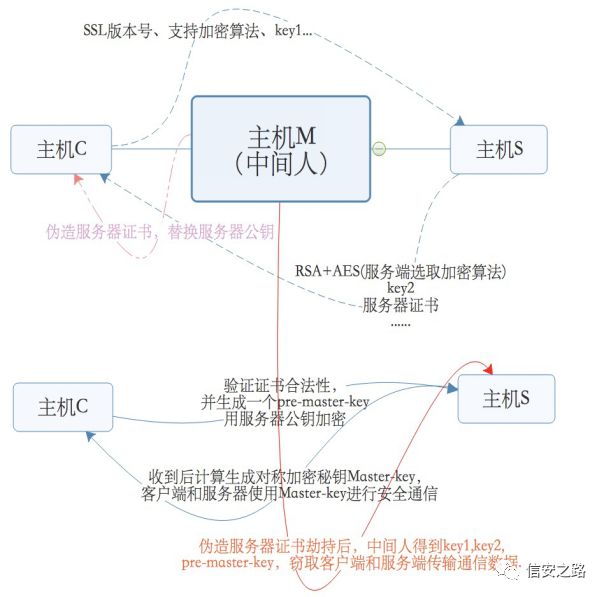 SSL版本号、支持加密算法、key1...
主机M
（中间人）
主机C
主机S
伪造服务器证书，替换服务器公钥
RSA+AES(服务端选取加密算法)
key2
服务器证书
......
验证证书合法性，
并生成一个pre-master-key
用服务器公钥加密
主机C
主机S
收到后计算生成对称加密秘钥Master-key，
客户端和服务器使用Master-key进行安全通信
伪造服务器证书劫持后，中间人得到key1,key2,
pre-master-key，窃取客户端和服务端传输通信数据
信安之路